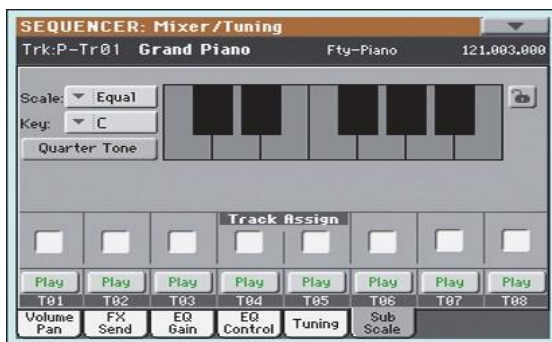 SEQUENCER: Mixer/Tuning
Trk:P-Tr01 Grand Piano Fty-Piano 121.003.000
Scale: Equal
Key: C
Quarter Tone
Track Assign
Play Play Play Play Play Play Play Play
T01 T02 T03 T04 T05 T06 T07 T08
Volume Pan FX Send EQ Gain EQ Control Tuning Sub Scale